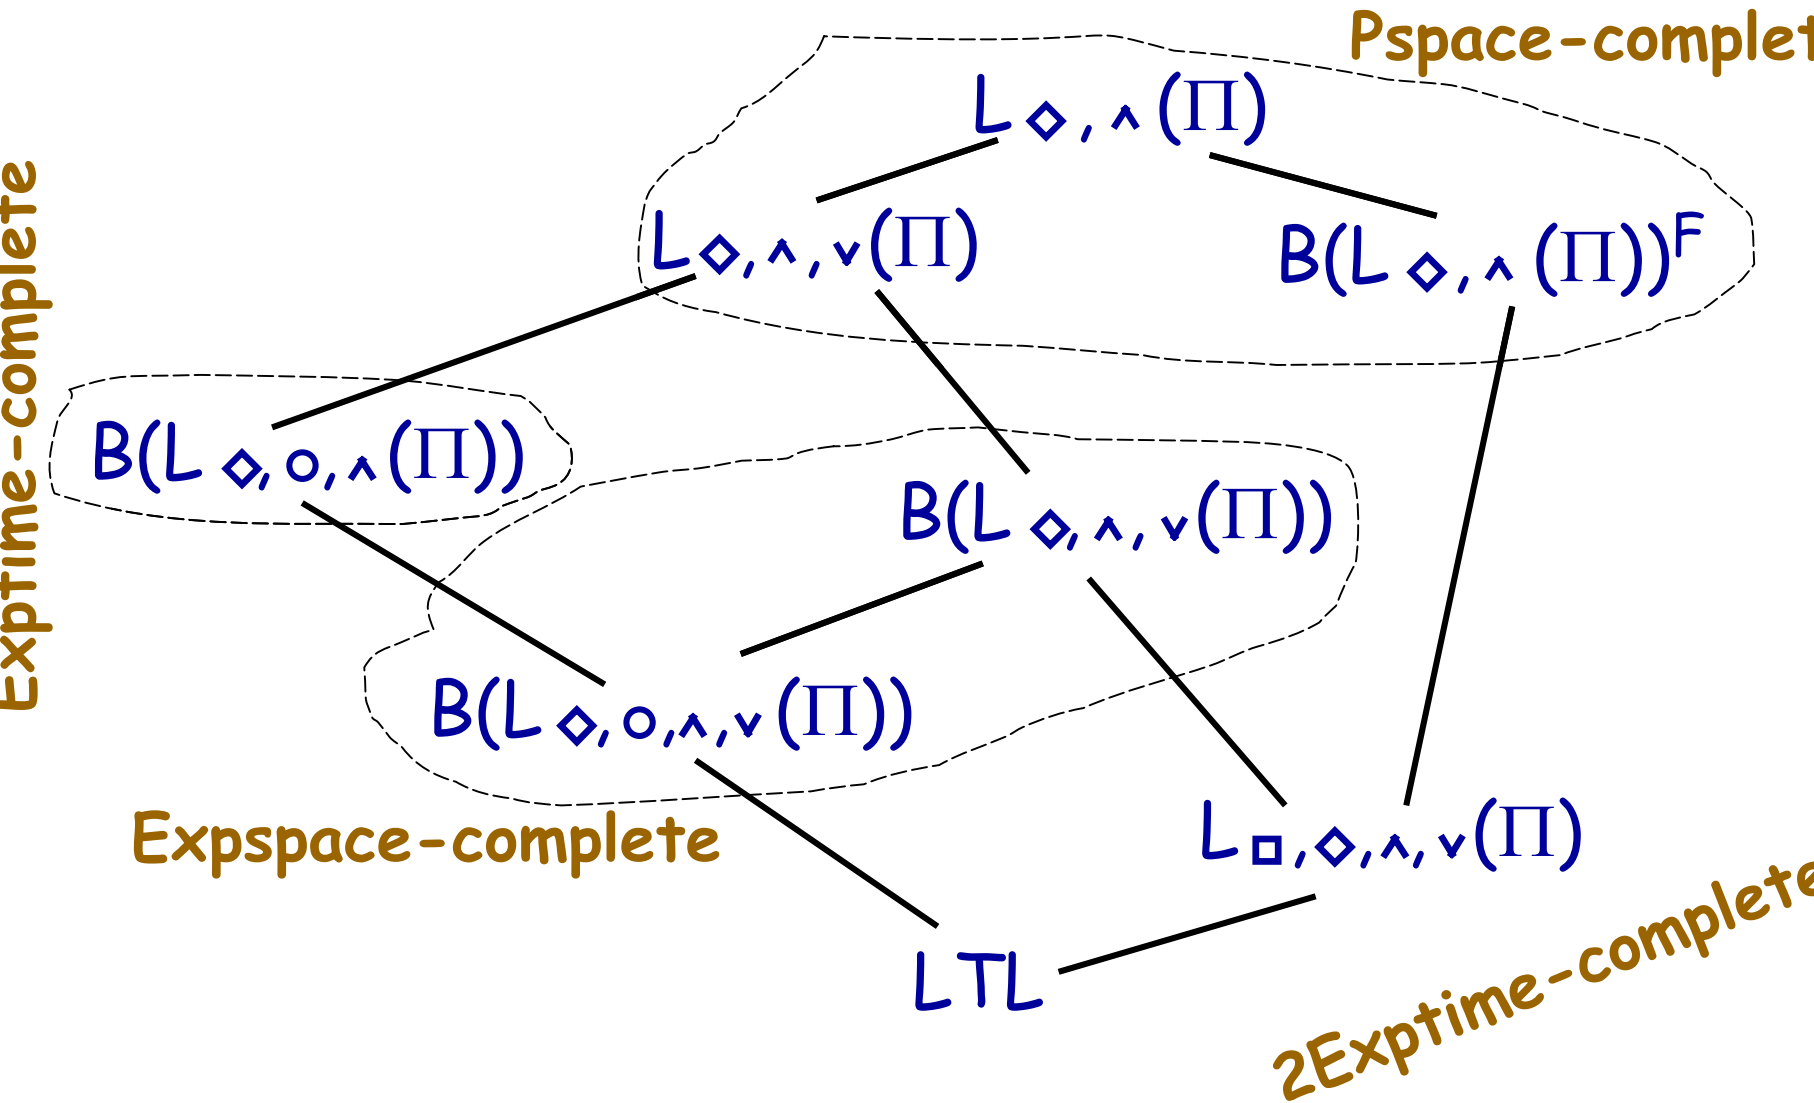 Pspace-complet
L ◇, ∧ (Π)
L ◇, ∧, ∨ (Π)
B(L ◇, ∧ (Π))F
Exptime-complete
B(L ◇, ○, ∧ (Π))
B(L ◇, ∧, ∨ (Π))
B(L ◇, ○, ∧, ∨ (Π))
Expspace-complete
L □, ◇, ∧, ∨ (Π)
LTL
2Exptime-complete